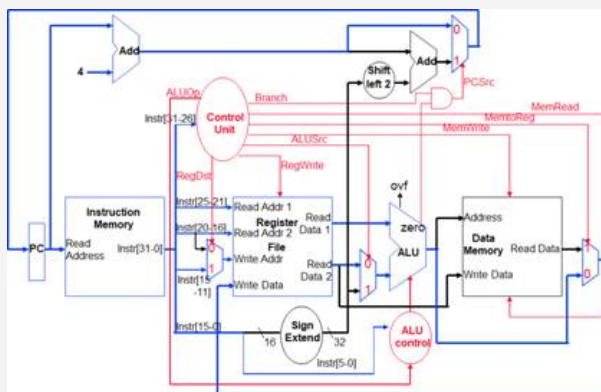 Add
4
Add
0
1
Shift
left 2
PCSrc
Branch
ALUOp
MemRead
MemtoReg
MemWrite
Instr[31-26]
Control
Unit
ALUSrc
RegWrite
RegDst
ovf
Instr[25-21]
Instr[20-16]
Read Addr 1
Read Addr 2
Write Addr
Write Data
Register
File
Read
Data 1
Read
Data 2
0
1
Instruction
Memory
Read
Address
Instr[31-0]
PC
Instr[15
-11]
0
1
zero
ALU
Address
Data
Memory
Read Data
Write Data
1
0
Instr[15-0]
16
Sign
Extend
32
ALU
control
Instr[5-0]